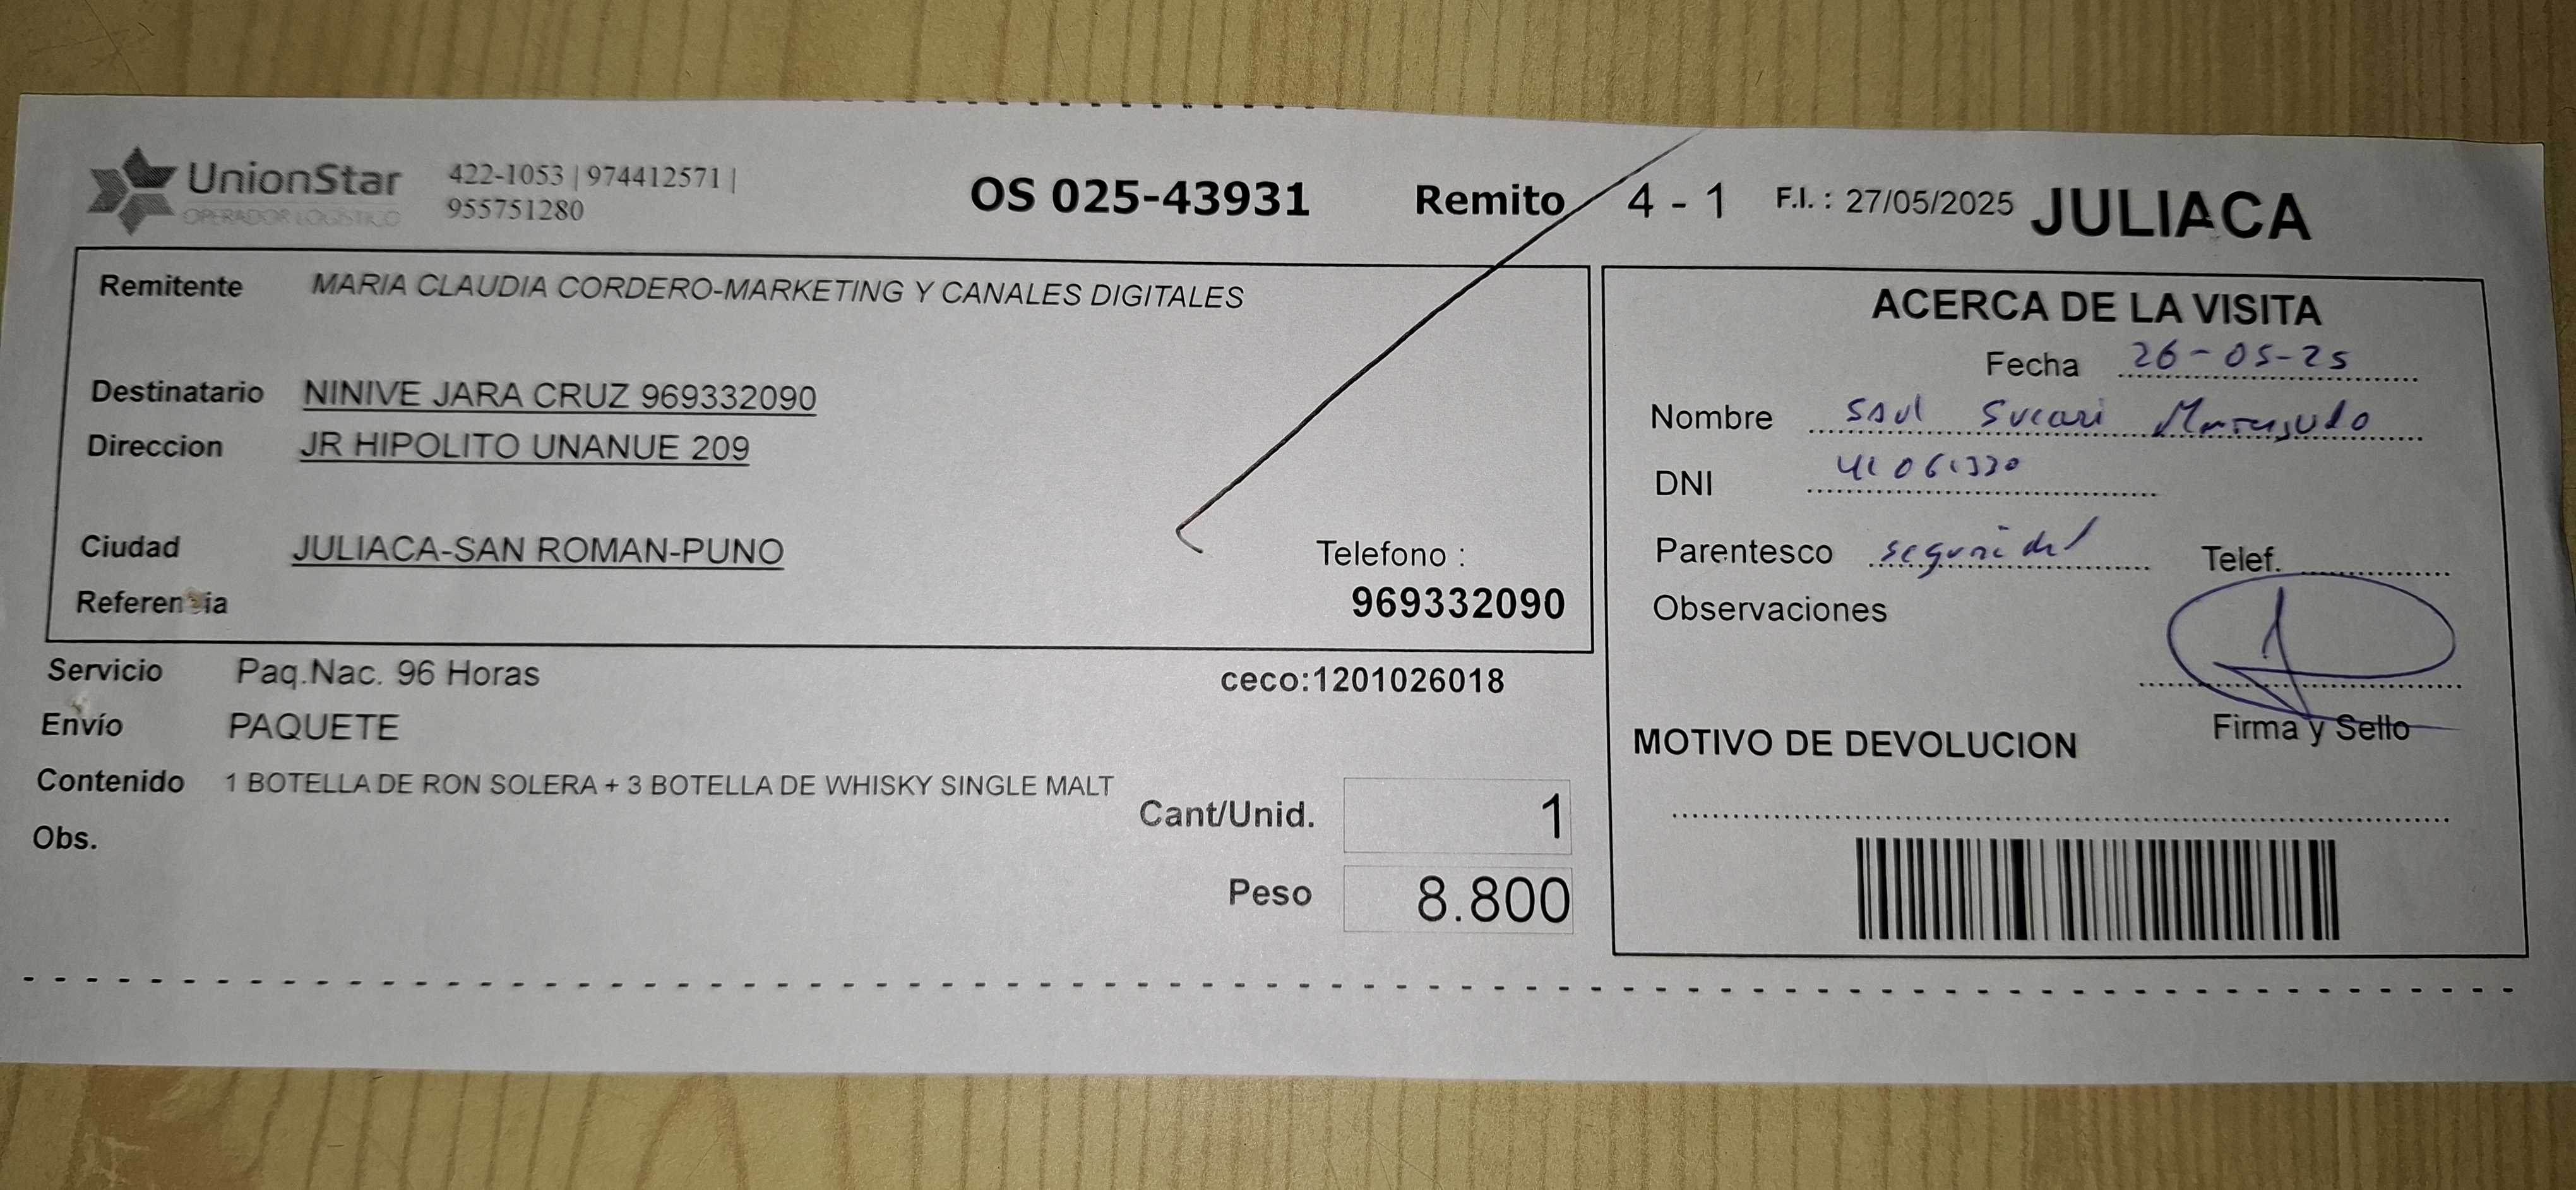 UnionStar
OPERADOR LOGISTICO
422-1053 | 974412571 |
955751280
OS 025-43931 Remito 4 - 1 F.I. : 27/05/2025 JULIACA
Remitente MARIA CLAUDIA CORDERO-MARKETING Y CANALES DIGITALES
Destinatario NINIVE JARA CRUZ 969332090
Direccion JR HIPOLITO UNANUE 209
Ciudad JULIACA-SAN ROMAN-PUNO
Telefono :
Referencia 969332090
Servicio Paq.Nac. 96 Horas ceco:1201026018
Envío PAQUETE
Contenido 1 BOTELLA DE RON SOLERA + 3 BOTELLA DE WHISKY SINGLE MALT
Cant/Unid. 1
Obs.
Peso 8.800
ACERCA DE LA VISITA
Fecha 26-05-25
Nombre Saul Sucari
DNI
Parentesco seguridad Telef.
Observaciones
Firma y Sello
MOTIVO DE DEVOLUCION